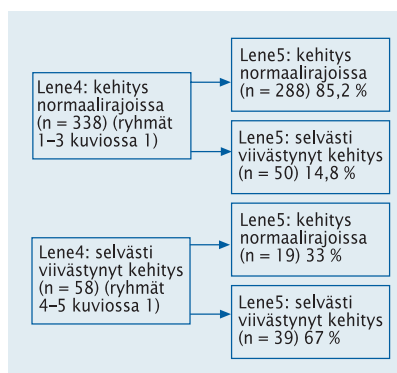 Lene4: kehitys
normaalirajoissa
(n = 338) (ryhmät
1–3 kuviossa 1)
Lene5: kehitys
normaalirajoissa
(n = 288) 85,2 %
Lene5: selvästi
viivästynyt kehitys
(n = 50) 14,8 %
Lene4: selvästi
viivästynyt kehitys
(n = 58) (ryhmät
4–5 kuviossa 1)
Lene5: kehitys
normaalirajoissa
(n = 19) 33 %
Lene5: selvästi
viivästynyt kehitys
(n = 39) 67 %